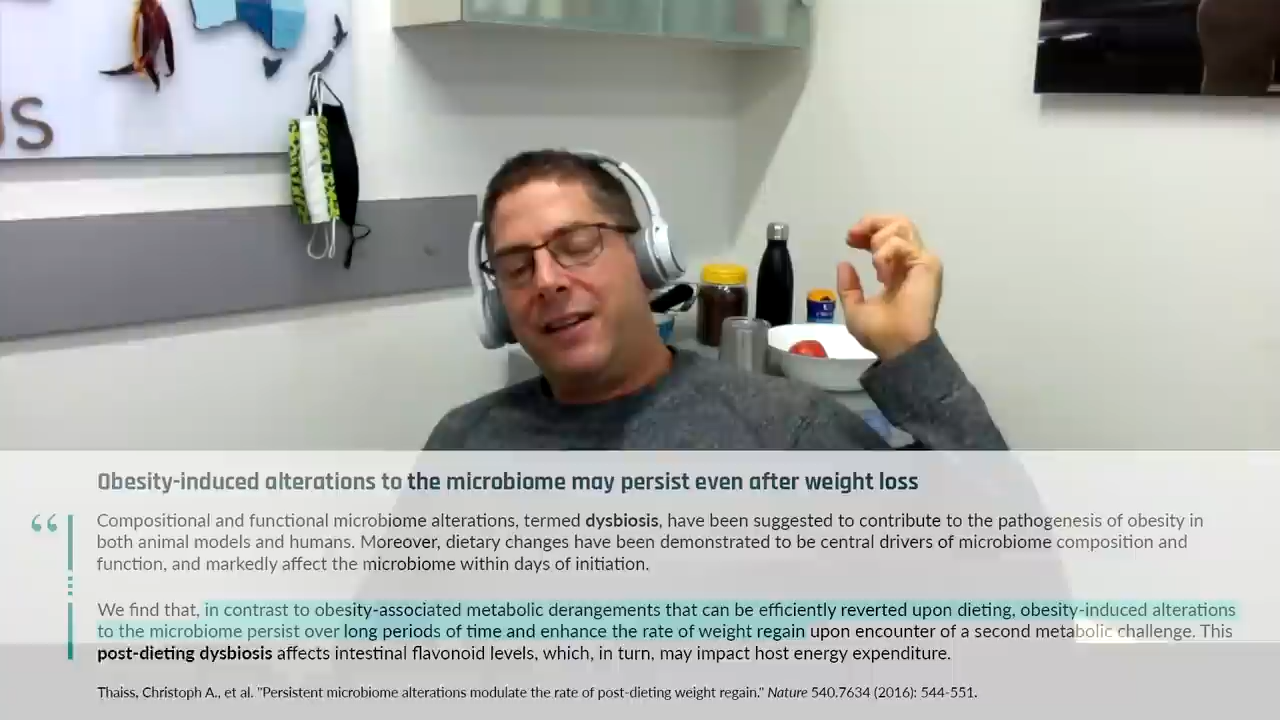 US
Obesity-induced alterations to the microbiome may persist even after weight loss
“ Compositional and functional microbiome alterations, termed dysbiosis, have been suggested to contribute to the pathogenesis of obesity in
both animal models and humans. Moreover, dietary changes have been demonstrated to be central drivers of microbiome composition and
function, and markedly affect the microbiome within days of initiation.
We find that, in contrast to obesity-associated metabolic derangements that can be efficiently reverted upon dieting, obesity-induced alterations
to the microbiome persist over long periods of time and enhance the rate of weight regain upon encounter of a second metabolic challenge. This
post-dieting dysbiosis affects intestinal flavonoid levels, which, in turn, may impact host energy expenditure.
Thaiss, Christoph A., et al. "Persistent microbiome alterations modulate the rate of post-dieting weight regain." Nature 540.7634 (2016): 544-551.